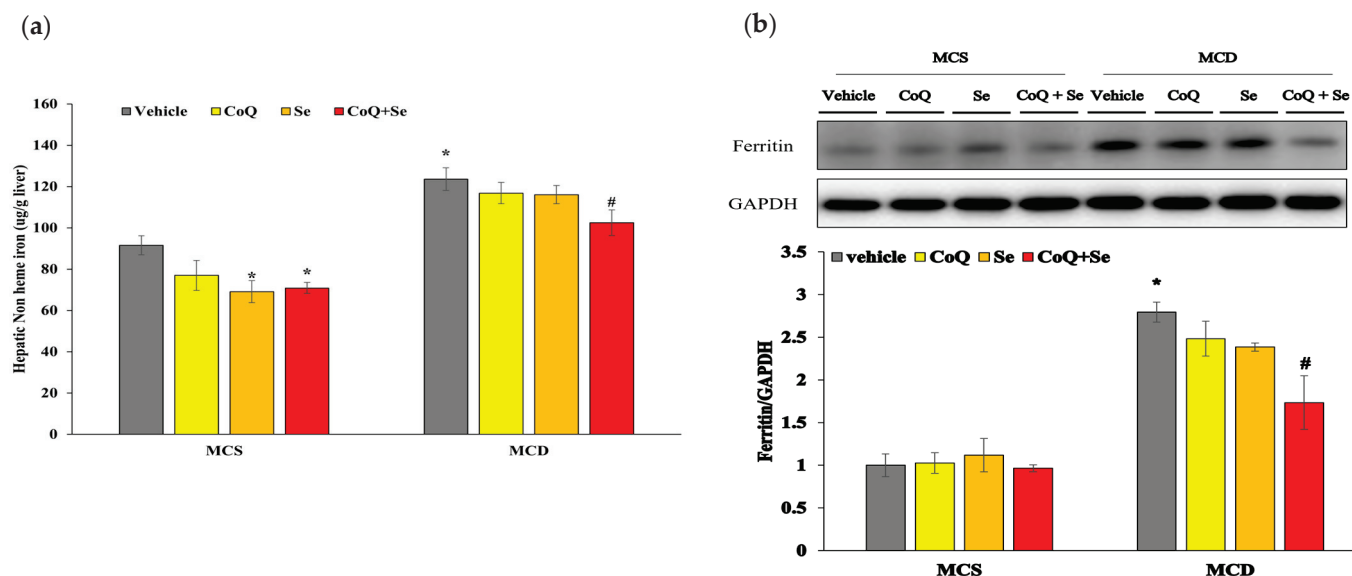 (a)
Vehicle CoQ Se CoQ+Se
Hepatic Non heme iron (ug/g liver)
160
140
120
100
80
60
40
20
0
* * * #
MCS MCD
(b)
MCS MCD
Vehicle CoQ Se CoQ + Se Vehicle CoQ Se CoQ + Se
Ferritin
GAPDH
vehicle CoQ Se CoQ+Se
Ferritin/GAPDH
3.5
3
2.5
2
1.5
1
0.5
0
* #
MCS MCD